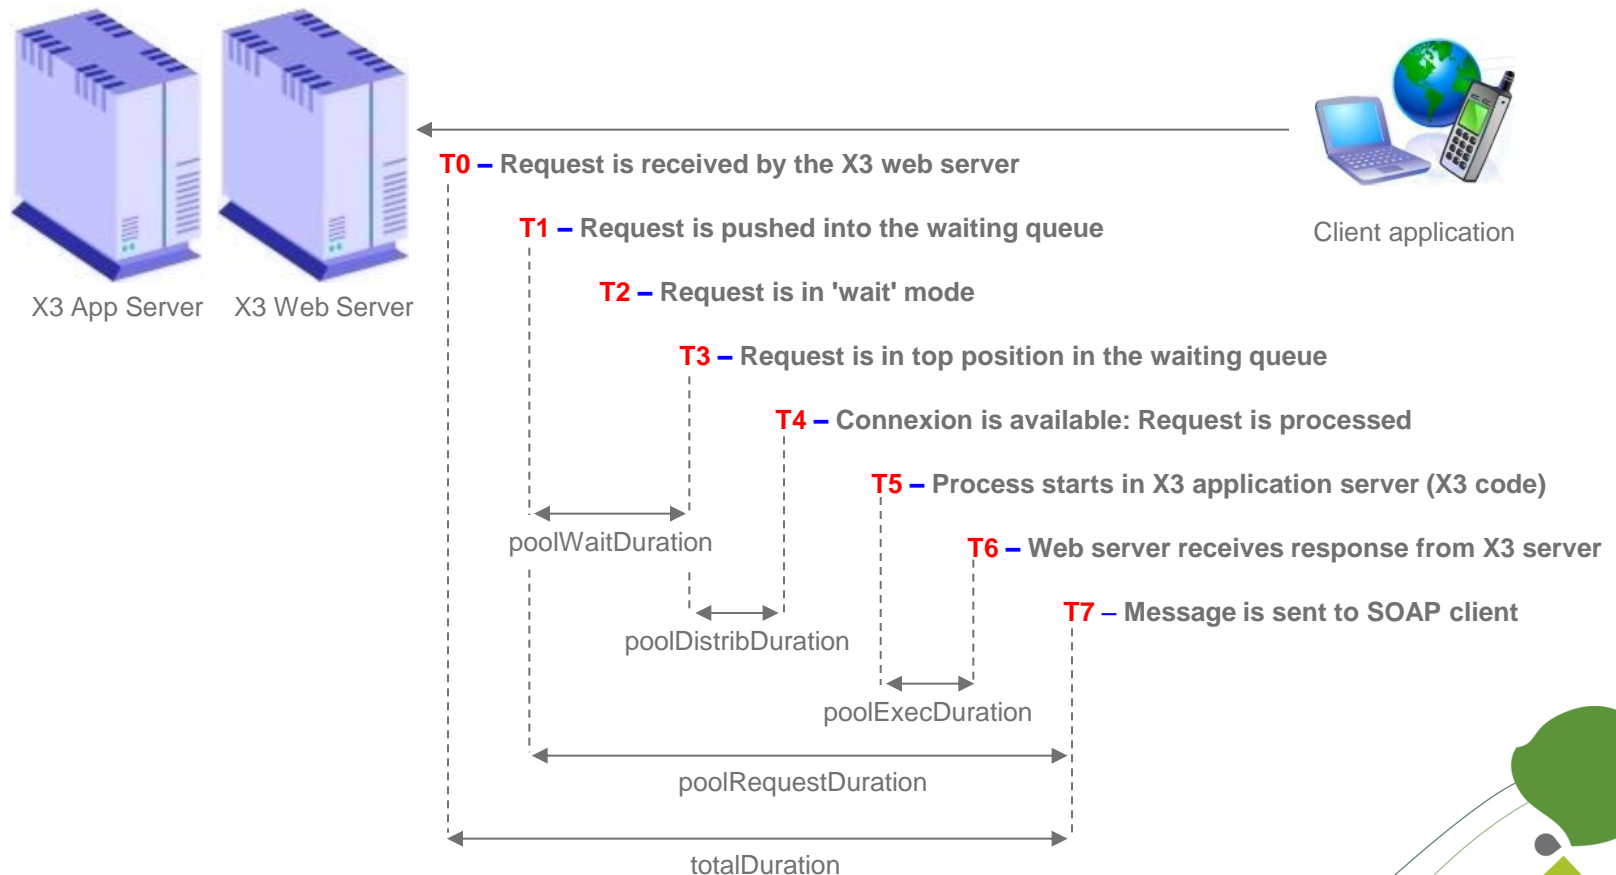 T0 – Request is received by the X3 web server
T1 – Request is pushed into the waiting queue
Client application
T2 – Request is in 'wait' mode
X3 App Server
X3 Web Server
T3 – Request is in top position in the waiting queue
T4 – Connexion is available: Request is processed
T5 – Process starts in X3 application server (X3 code)
poolWaitDuration
T6 – Web server receives response from X3 server
T7 – Message is sent to SOAP client
poolDistribDuration
poolExecDuration
poolRequestDuration
totalDuration